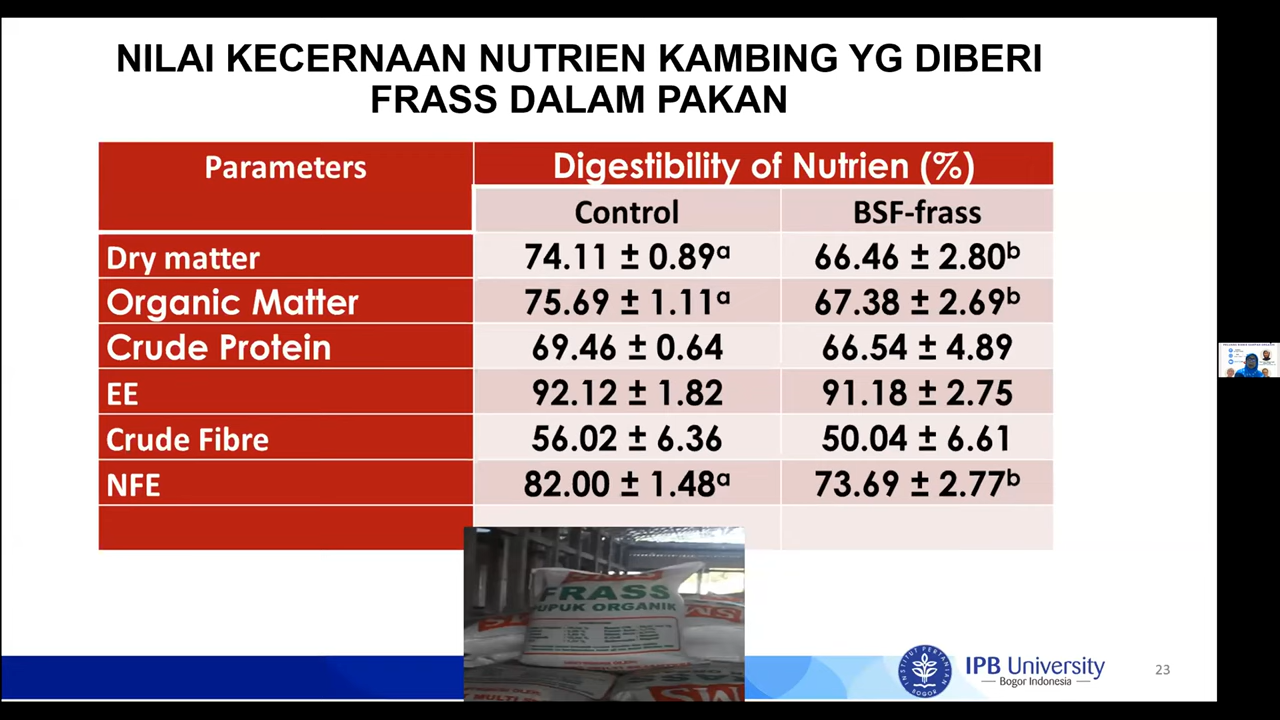 NILAI KECERNAAN NUTRIEN KAMBING YG DIBERI
FRASS DALAM PAKAN
Parameters
Digestibility of Nutrien (%)
Control
BSF-frass
Dry matter
74.11 ± 0.89ᵃ
66.46 ± 2.80ᵇ
Organic Matter
75.69 ± 1.11ᵃ
67.38 ± 2.69ᵇ
Crude Protein
69.46 ± 0.64
66.54 ± 4.89
EE
92.12 ± 1.82
91.18 ± 2.75
Crude Fibre
56.02 ± 6.36
50.04 ± 6.61
NFE
82.00 ± 1.48ᵃ
73.69 ± 2.77ᵇ
FRASS
PUPUK ORGANIK
INSTITUT PERTANIAN
BOGOR
IPB University
Bogor Indonesia
23